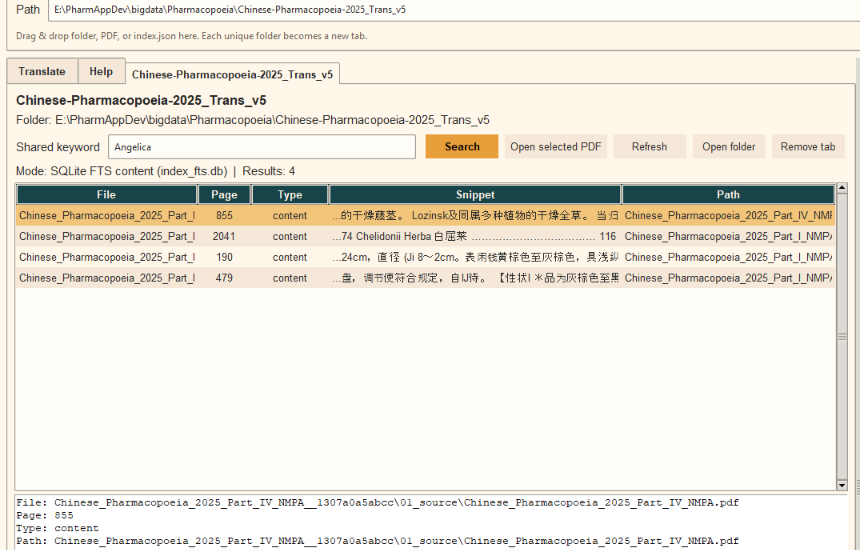 Path E:\PharmAppDev\bigdata\Pharmacopoeia\Chinese-Pharmacopoeia-2025_Trans_v5
Drag & drop folder, PDF, or index.json here. Each unique folder becomes a new tab.
Translate Help Chinese-Pharmacopoeia-2025_Trans_v5
Chinese-Pharmacopoeia-2025_Trans_v5
Folder: E:\PharmAppDev\bigdata\Pharmacopoeia\Chinese-Pharmacopoeia-2025_Trans_v5
Shared keyword Angelica Search Open selected PDF Refresh Open folder Remove tab
Mode: SQLite FTS content (index_fts.db) | Results: 4
File Page Type Snippet Path
Chinese_Pharmacopoeia_2025_Part_I 855 content ...的干燥藤茎。 Lozinsk及同属多种植物的干燥全草。 当归 Chinese_Pharmacopoeia_2025_Part_IV_NMP
Chinese_Pharmacopoeia_2025_Part_I 2041 content ...74 Chelidonii Herba 白屈菜 ....................................... 116 Chinese_Pharmacopoeia_2025_Part_I_NMPA
Chinese_Pharmacopoeia_2025_Part_I 190 content ...24cm，直径 (Ji 8～2cm。表闲钱黄棕色至灰棕色，具浅纵 Chinese_Pharmacopoeia_2025_Part_I_NMPA
Chinese_Pharmacopoeia_2025_Part_I 479 content ...盘，调节使符合规定，自IJ待。 【性状I 米品为灰棕色至黑 Chinese_Pharmacopoeia_2025_Part_I_NMPA
File: Chinese_Pharmacopoeia_2025_Part_IV_NMPA__1307a0a5abcc\01_source\Chinese_Pharmacopoeia_2025_Part_IV_NMPA.pdf
Page: 855
Type: content
Path: Chinese_Pharmacopoeia_2025_Part_IV_NMPA__1307a0a5abcc\01_source\Chinese_Pharmacopoeia_2025_Part_IV_NMPA.pdf